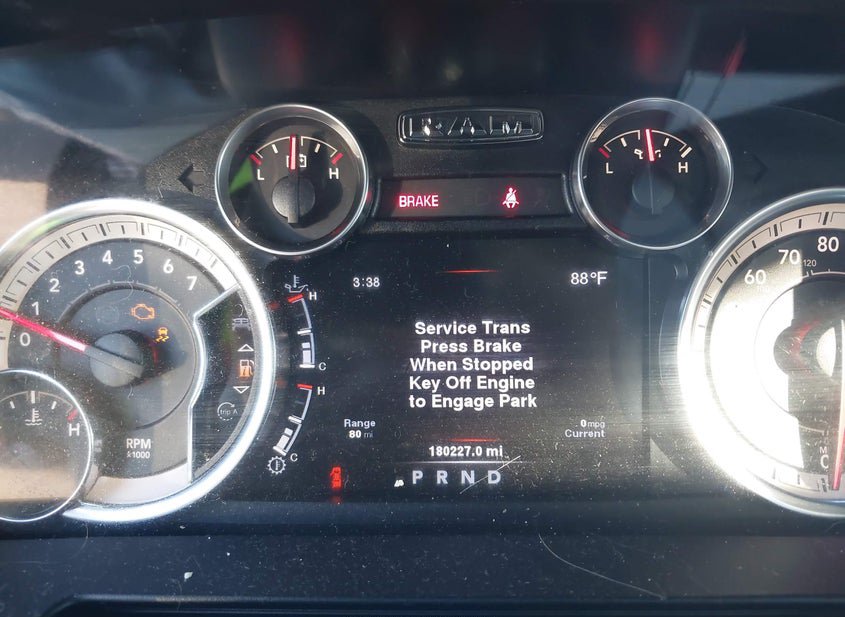 RAM
L H
BRAKE
L H
3:38
88°F
H
C
H
C
Service Trans
Press Brake
When Stopped
Key Off Engine
to Engage Park
Range
80 mi
0mpg
Current
180227.0 mi
P R N D
0 1 2 3 4 5 6 7
trip A
RPM
x1000
H
60 70 80
120